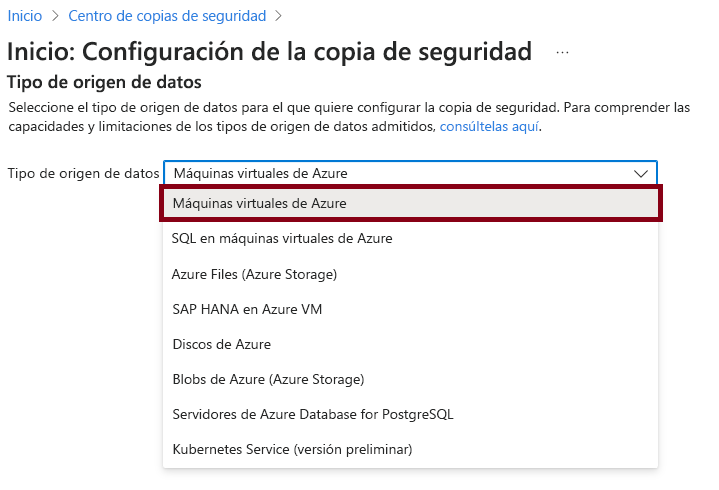 Inicio > Centro de copias de seguridad >
Inicio: Configuración de la copia de seguridad ...
Tipo de origen de datos
Seleccione el tipo de origen de datos para el que quiere configurar la copia de seguridad. Para comprender las
capacidades y limitaciones de los tipos de origen de datos admitidos, consúltelas aquí.
Tipo de origen de datos Máquinas virtuales de Azure
Máquinas virtuales de Azure
SQL en máquinas virtuales de Azure
Azure Files (Azure Storage)
SAP HANA en Azure VM
Discos de Azure
Blobs de Azure (Azure Storage)
Servidores de Azure Database for PostgreSQL
Kubernetes Service (versión preliminar)